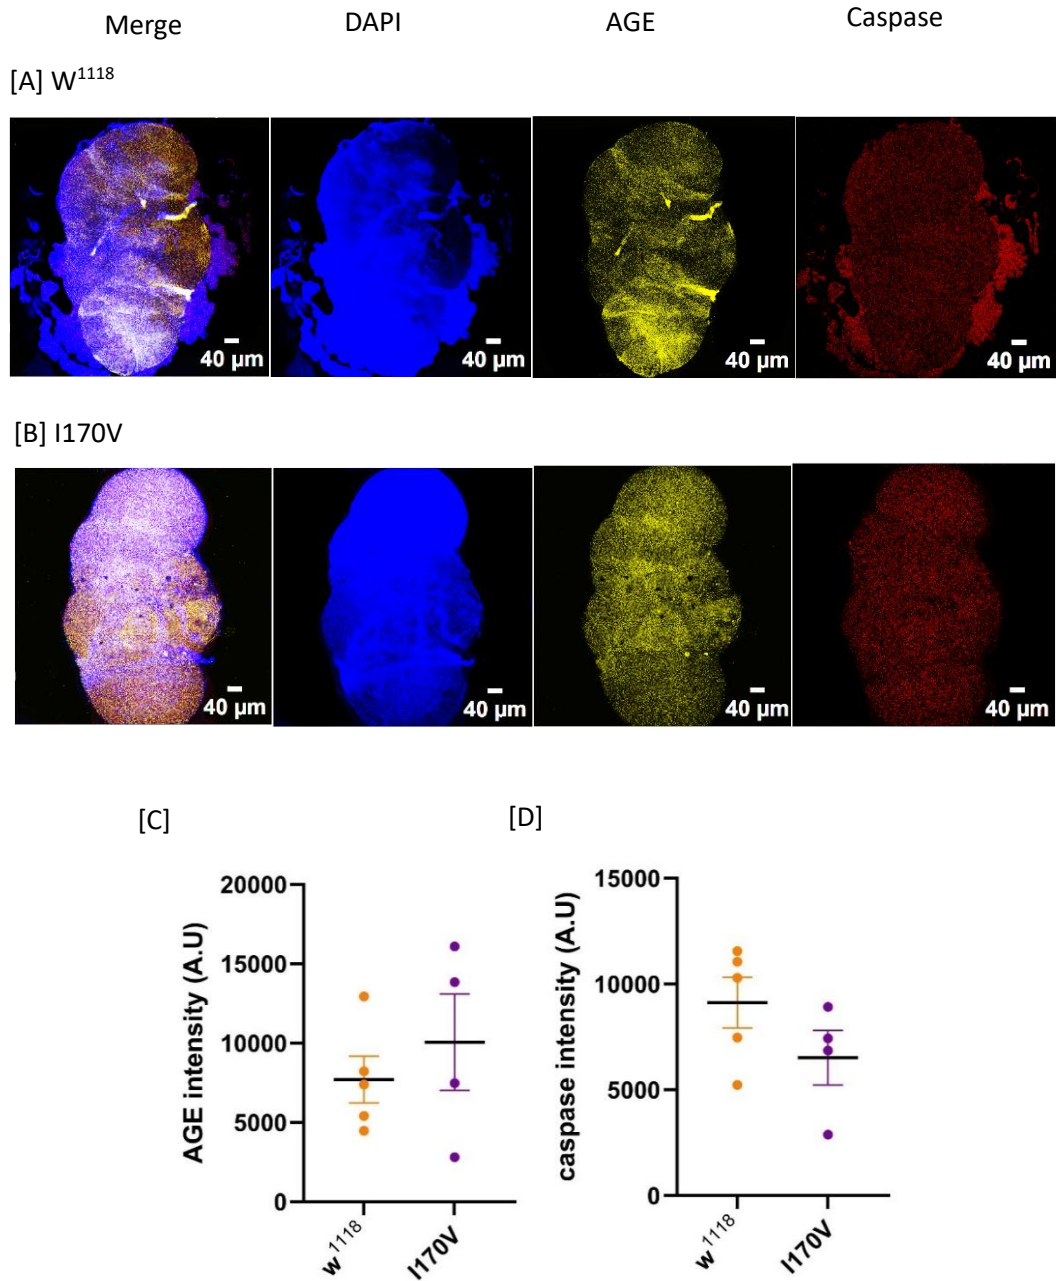 Merge DAPI AGE Caspase
[A] W¹¹¹⁸
40 µm 40 µm 40 µm 40 µm
[B] I170V
40 µm 40 µm 40 µm 40 µm
[C] [D]
AGE intensity (A.U)
20000
15000
10000
5000
0
w¹¹¹⁸ I170V
caspase intensity (A.U)
15000
10000
5000
0
w¹¹¹⁸ I170V